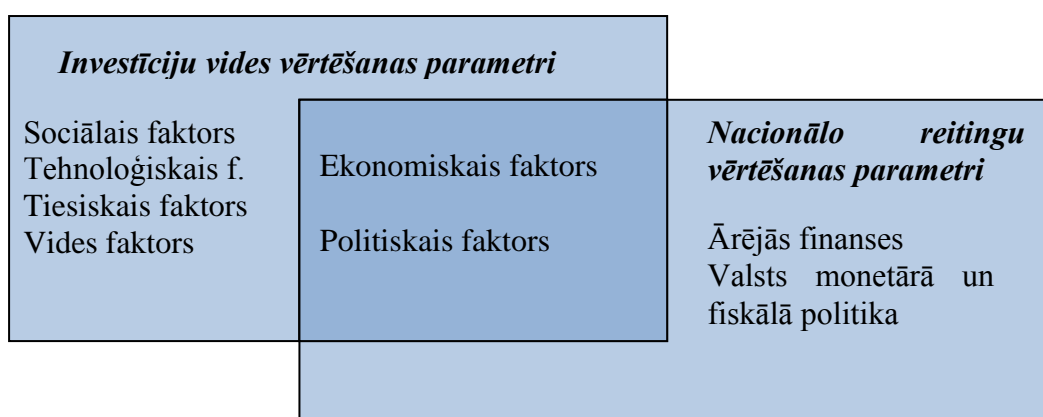 Investīciju vides vērtēšanas parametri
Sociālais faktors
Tehnoloģiskais f.
Tiesiskais faktors
Vides faktors
Ekonomiskais faktors
Politiskais faktors
Nacionālo reitingu
vērtēšanas parametri
Ārējās finanses
Valsts monetārā un
fiskālā politika